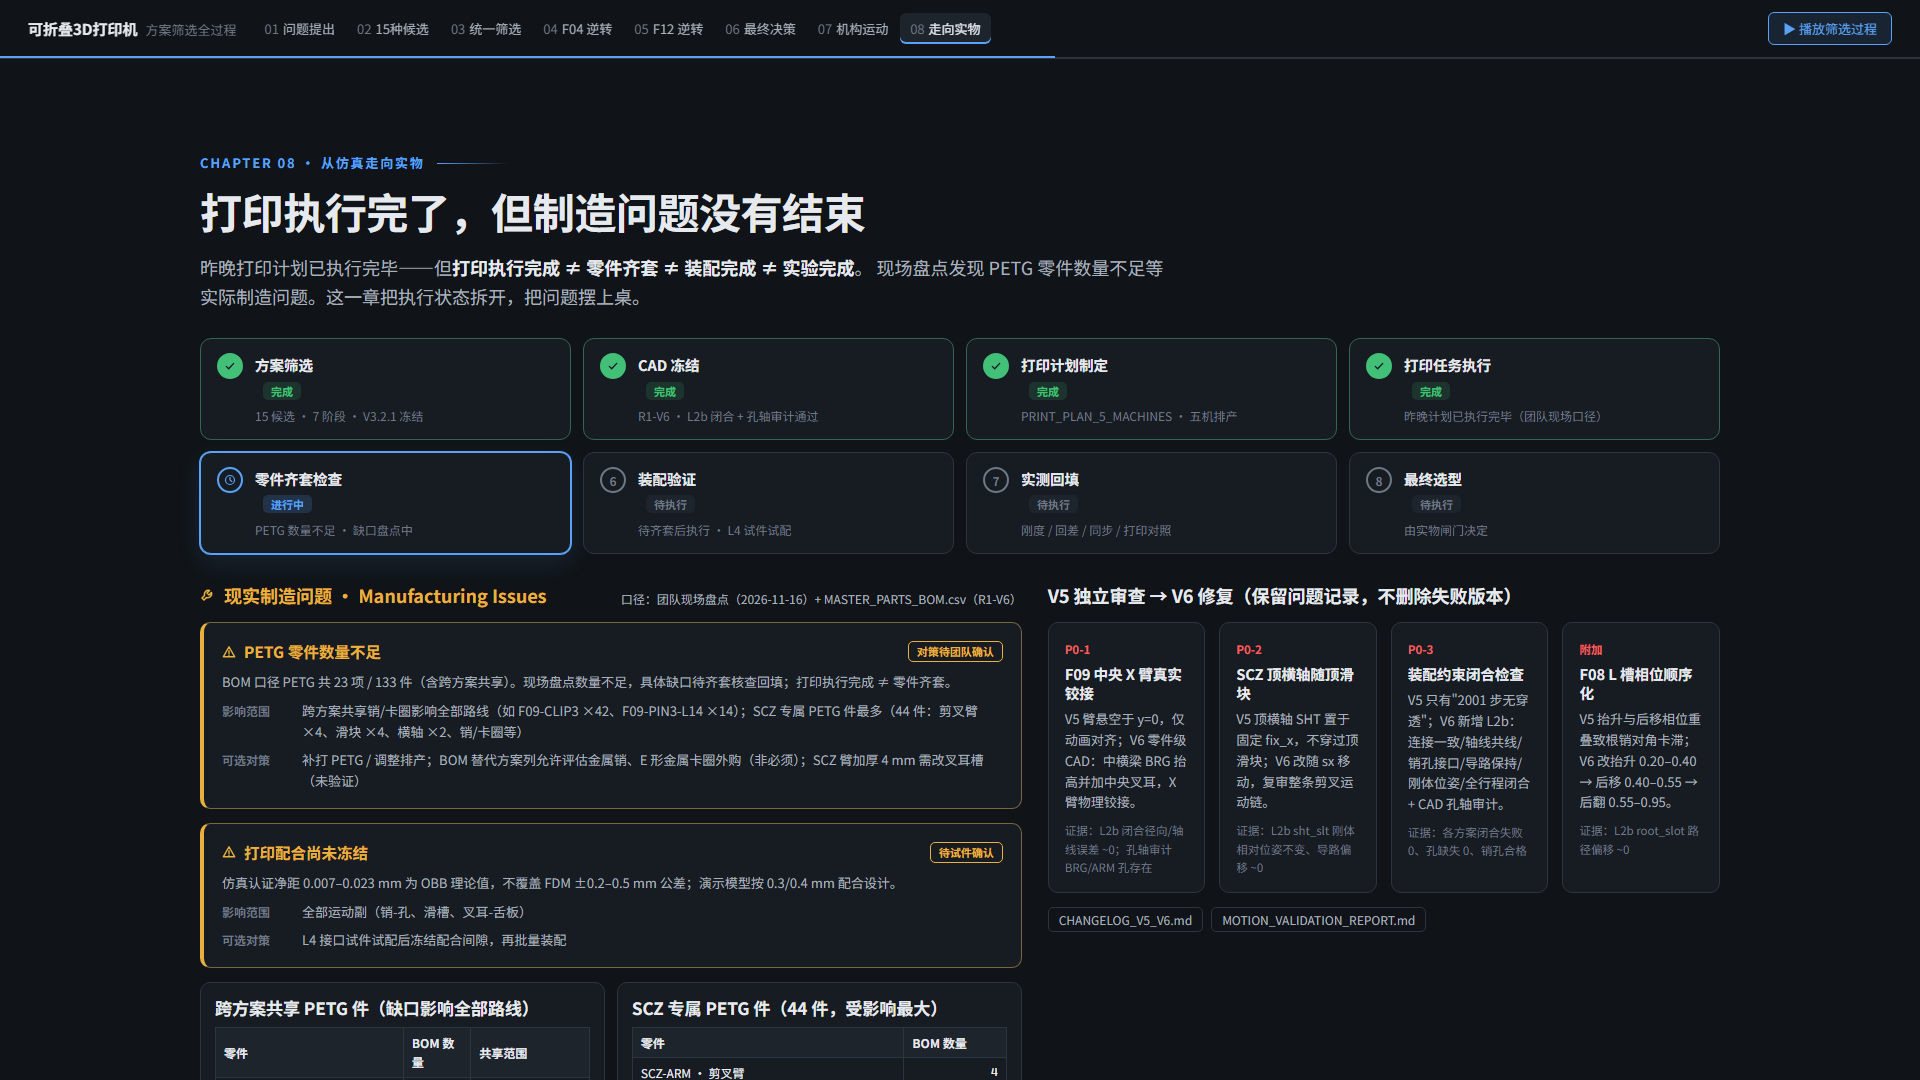 可折叠3D打印机 方案筛选全过程 01 问题提出 02 15种候选 03 统一筛选 04 F04 逆转 05 F12 逆转 06 最终决策 07 机构运动 08 走向实物 ▶ 播放筛选过程
CHAPTER 08 · 从仿真走向实物
打印执行完了，但制造问题没有结束
昨晚打印计划已执行完毕——但打印执行完成 ≠ 零件齐套 ≠ 装配完成 ≠ 实验完成。 现场盘点发现 PETG 零件数量不足等
实际制造问题。这一章把执行状态拆开，把问题摆上桌。
方案筛选
完成
15 候选 · 7 阶段 · V3.2.1 冻结
CAD 冻结
完成
R1-V6 · L2b 闭合 + 孔轴审计通过
打印计划制定
完成
PRINT_PLAN_5_MACHINES · 五机排产
打印任务执行
完成
昨晚计划已执行完毕（团队现场口径）
零件齐套检查
进行中
PETG 数量不足 · 缺口盘点中
6 装配验证
待执行
待齐套后执行 · L4 试件试配
7 实测回填
待执行
刚度 / 回差 / 同步 / 打印对照
8 最终选型
待执行
由实物闸门决定
现实制造问题 · Manufacturing Issues
口径：团队现场盘点（2026-11-16）+ MASTER_PARTS_BOM.csv（R1-V6）
⚠ PETG 零件数量不足
对策待团队确认
BOM 口径 PETG 共 23 项 / 133 件（含跨方案共享）。现场盘点数量不足，具体缺口待齐套核查回填；打印执行完成 ≠ 零件齐套。
影响范围 跨方案共享销/卡圈影响全部路线（如 F09-CLIP3 ×42、F09-PIN3-L14 ×14）；SCZ 专属 PETG 件最多（44 件：剪叉臂
×4、滑块 ×4、横轴 ×2、销/卡圈等）
可选对策 补打 PETG / 调整排产；BOM 替代方案列允许评估金属销、E 形金属卡圈外购（非必须）；SCZ 臂加厚 4 mm 需改叉耳槽
（未验证）
⚠ 打印配合尚未冻结
待试件确认
仿真认证净距 0.007–0.023 mm 为 OBB 理论值，不覆盖 FDM ±0.2–0.5 mm 公差；演示模型按 0.3/0.4 mm 配合设计。
影响范围 全部运动副（销-孔、滑槽、叉耳-舌板）
可选对策 L4 接口试件试配后冻结配合间隙，再批量装配
跨方案共享 PETG 件（缺口影响全部路线）
零件 BOM 数
量 共享范围
SCZ 专属 PETG 件（44 件，受影响最大）
零件 BOM 数量
SCZ-ARM · 剪叉臂 4
V5 独立审查 → V6 修复（保留问题记录，不删除失败版本）
P0-1
F09 中央 X 臂真实
铰接
V5 臂悬空于 y=0，仅
动画对齐；V6 零件级
CAD：中横梁 BRG 抬
高并加中央叉耳，X
臂物理铰接。
证据：L2b 闭合径向/轴
线误差 ~0；孔轴审计
BRG/ARM 孔存在
P0-2
SCZ 顶横轴随顶滑
块
V5 顶横轴 SHT 置于
固定 fix_x，不穿过顶
滑块；V6 改随 sx 移
动，复审整条剪叉运
动链。
证据：L2b sht_slt 刚体
相对位姿不变、导路偏
移 ~0
P0-3
装配约束闭合检查
V5 只有"2001 步无穿
透"；V6 新增 L2b：
连接一致/轴线共线/
销孔接口/导路保持/
刚体位姿/全行程闭合
+ CAD 孔轴审计。
证据：各方案闭合失败
0、孔缺失 0、销孔合格
附加
F08 L 槽相位顺序
化
V5 抬升与后移相位重
叠致根销对角卡滞；
V6 改抬升 0.20–0.40
→ 后移 0.40–0.55 →
后翻 0.55–0.95。
证据：L2b root_slot 路
径偏移 ~0
CHANGELOG_V5_V6.md MOTION_VALIDATION_REPORT.md